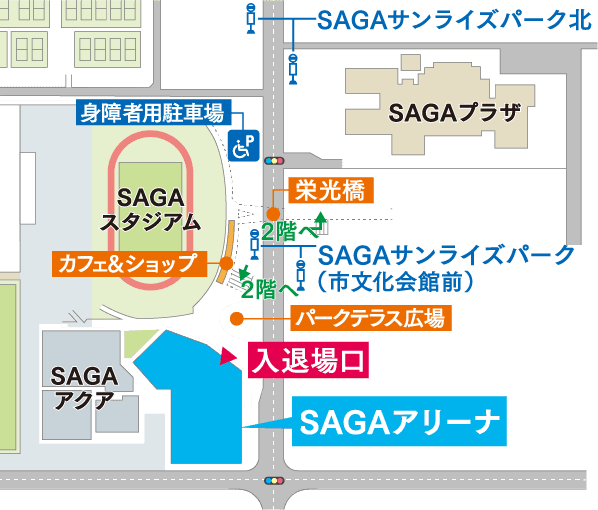 SAGAサンライズパーク北
SAGAプラザ
身障者用駐車場
P
SAGA
スタジアム
栄光橋
2階へ
SAGAサンライズパーク
（市文化会館前）
カフェ&ショップ
2階へ
パークテラス広場
入退場口
SAGA
アクア
SAGAアリーナ